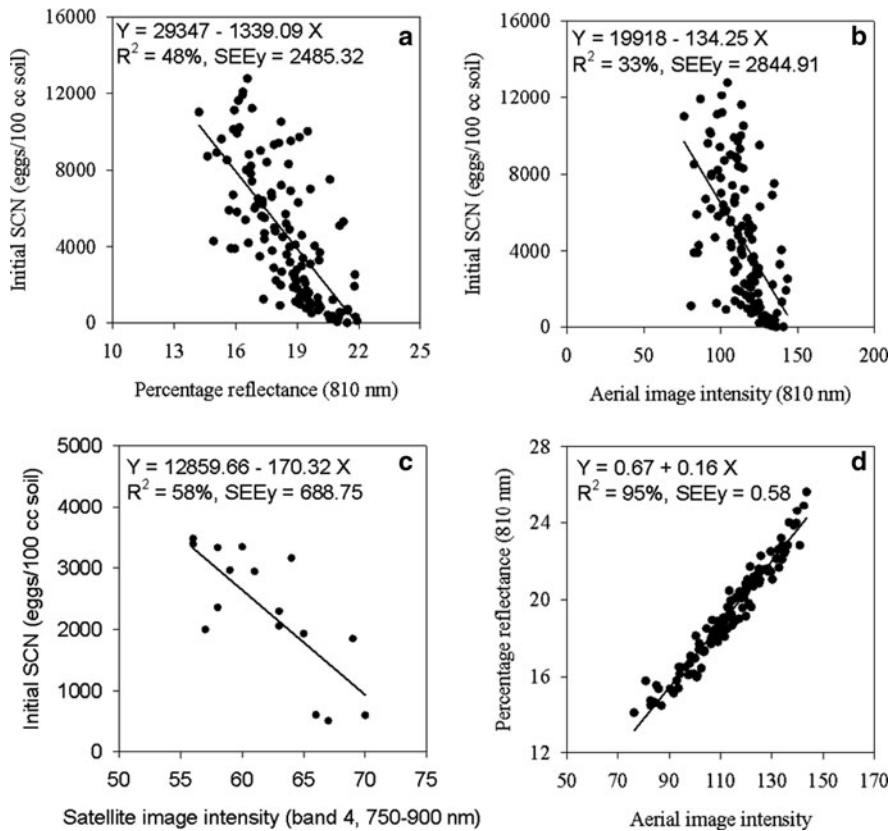 16000
12000
8000
4000
0
Initial SCN (eggs/100 cc soil)
Y = 29347 - 1339.09 X
R² = 48%, SEEy = 2485.32
a
10 13 16 19 22 25
Percentage reflectance (810 nm)
16000
12000
8000
4000
0
Initial SCN (eggs/100 cc soil)
Y = 19918 - 134.25 X
R² = 33%, SEEy = 2844.91
b
0 50 100 150 200
Aerial image intensity (810 nm)
5000
4000
3000
2000
1000
0
Initial SCN (eggs/100 cc soil)
Y = 12859.66 - 170.32 X
R² = 58%, SEEy = 688.75
c
50 55 60 65 70 75
Satellite image intensity (band 4, 750-900 nm)
28
24
20
16
12
Percentage reflectance (810 nm)
Y = 0.67 + 0.16 X
R² = 95%, SEEy = 0.58
d
50 70 90 110 130 150 170
Aerial image intensity